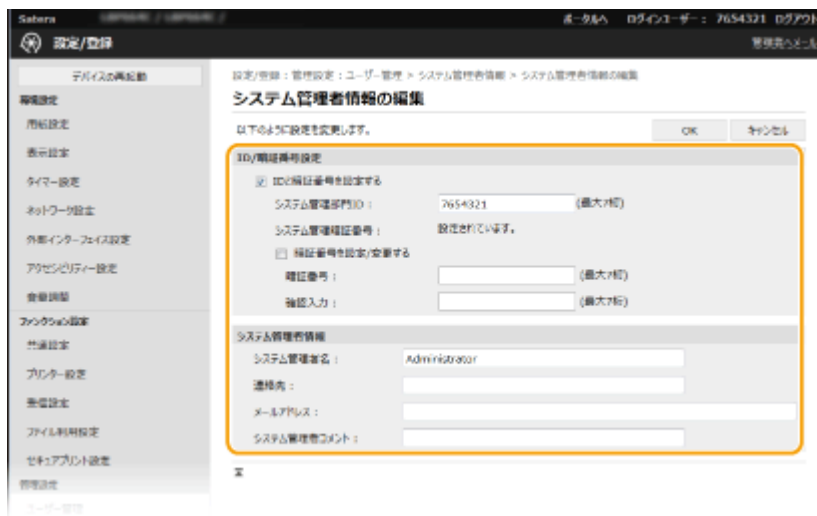 Satera
ポータルへ ログインユーザー： 7654321 ログアウト
設定/登録
管理者へメール
デバイスの再起動
環境設定
用紙設定
表示設定
タイマー設定
ネットワーク設定
外部インターフェイス設定
アクセシビリティー設定
音量調整
ファンクション設定
共通設定
プリンター設定
受信設定
ファイル利用設定
セキュアプリント設定
管理設定
ユーザー管理
設定/登録：管理設定：ユーザー管理 > システム管理者情報 > システム管理者情報の編集
システム管理者情報の編集
以下のように設定を変更します。
OK キャンセル
ID/暗証番号設定
IDと暗証番号を設定する
システム管理部門ID： 7654321 (最大7桁)
システム管理暗証番号： 設定されています。
暗証番号を設定/変更する
暗証番号： (最大7桁)
確認入力： (最大7桁)
システム管理者情報
システム管理者名： Administrator
連絡先：
メールアドレス：
システム管理者コメント：